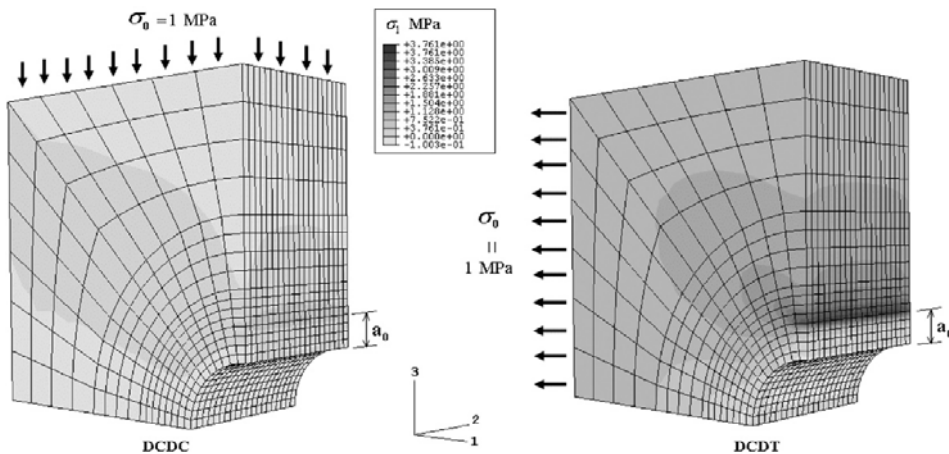 σ₀ = 1 MPa
σ₁ MPa
+3.761e+00
+3.761e+00
+3.385e+00
+3.009e+00
+2.633e+00
+2.257e+00
+1.881e+00
+1.504e+00
+1.128e+00
+7.522e-01
+3.761e-01
+0.000e+00
-1.003e-01
σ₀
=
1 MPa
a₀
a₀
3
2
1
DCDC
DCDT